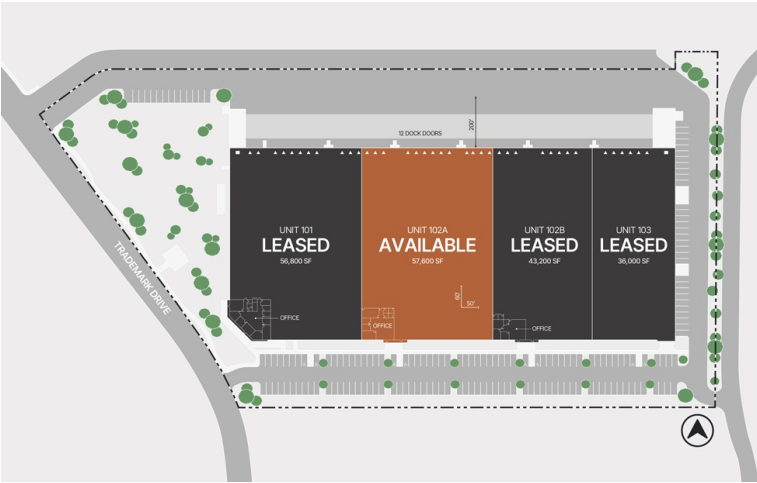 12 DOCK DOORS
200'
UNIT 101
LEASED
56,800 SF
UNIT 102A
AVAILABLE
57,600 SF
UNIT 102B
LEASED
43,200 SF
UNIT 103
LEASED
36,000 SF
60'
50'
OFFICE
OFFICE
OFFICE
TRADEMARK DRIVE